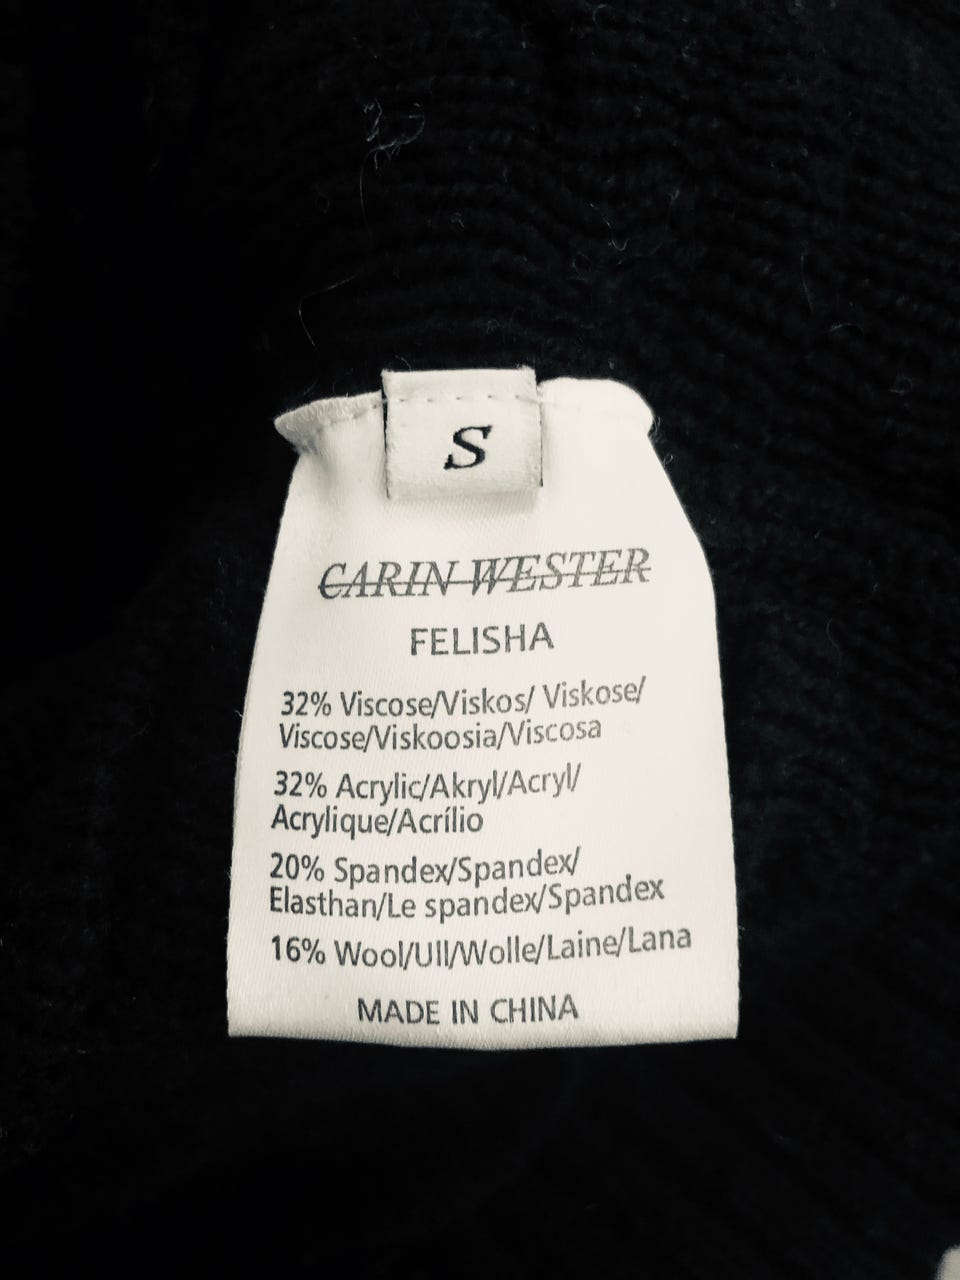 S
CARIN WESTER
FELISHA
32% Viscose/Viskos/ Viskose/
Viscose/Viskoosia/Viscosa
32% Acrylic/Akryl/Acryl/
Acrylique/Acrílio
20% Spandex/Spandex/
Elasthan/Le spandex/Spandex
16% Wool/Ull/Wolle/Laine/Lana
MADE IN CHINA